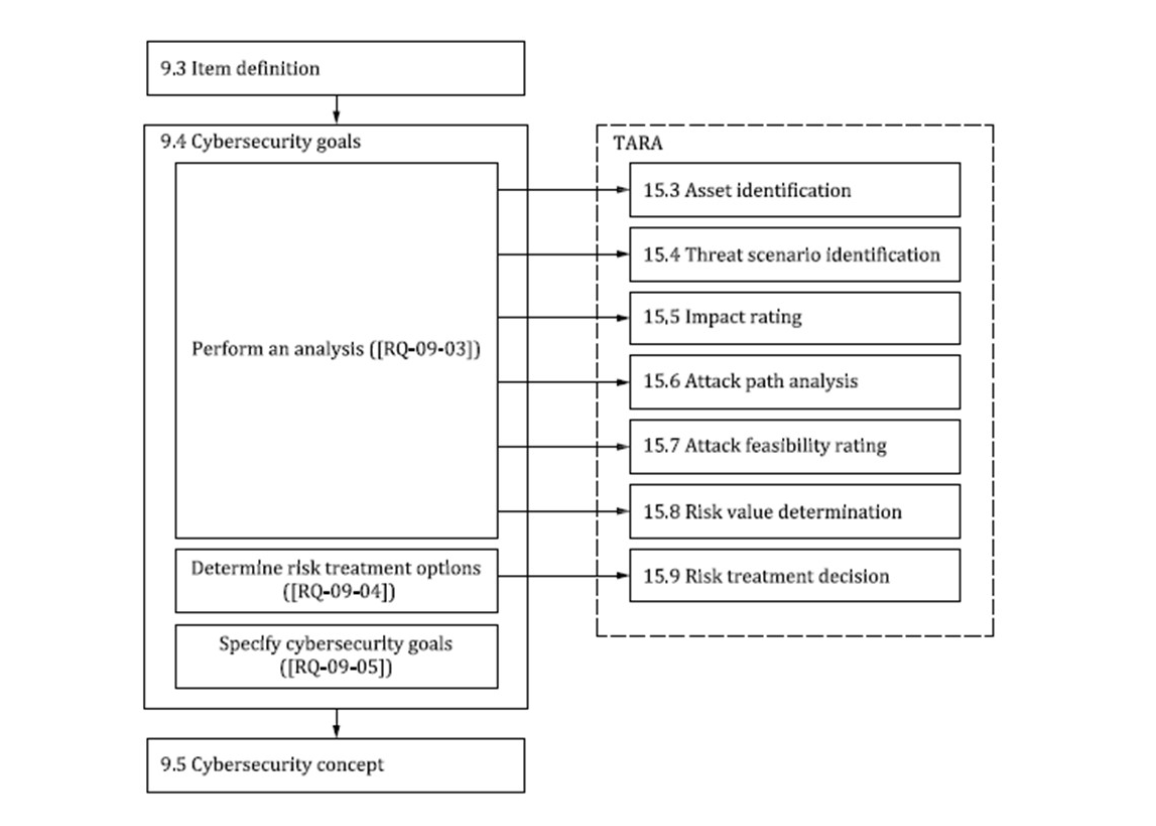 9.3 Item definition
9.4 Cybersecurity goals
Perform an analysis ([RQ-09-03])
Determine risk treatment options
([RQ-09-04])
Specify cybersecurity goals
([RQ-09-05])
9.5 Cybersecurity concept
TARA
15.3 Asset identification
15.4 Threat scenario identification
15.5 Impact rating
15.6 Attack path analysis
15.7 Attack feasibility rating
15.8 Risk value determination
15.9 Risk treatment decision